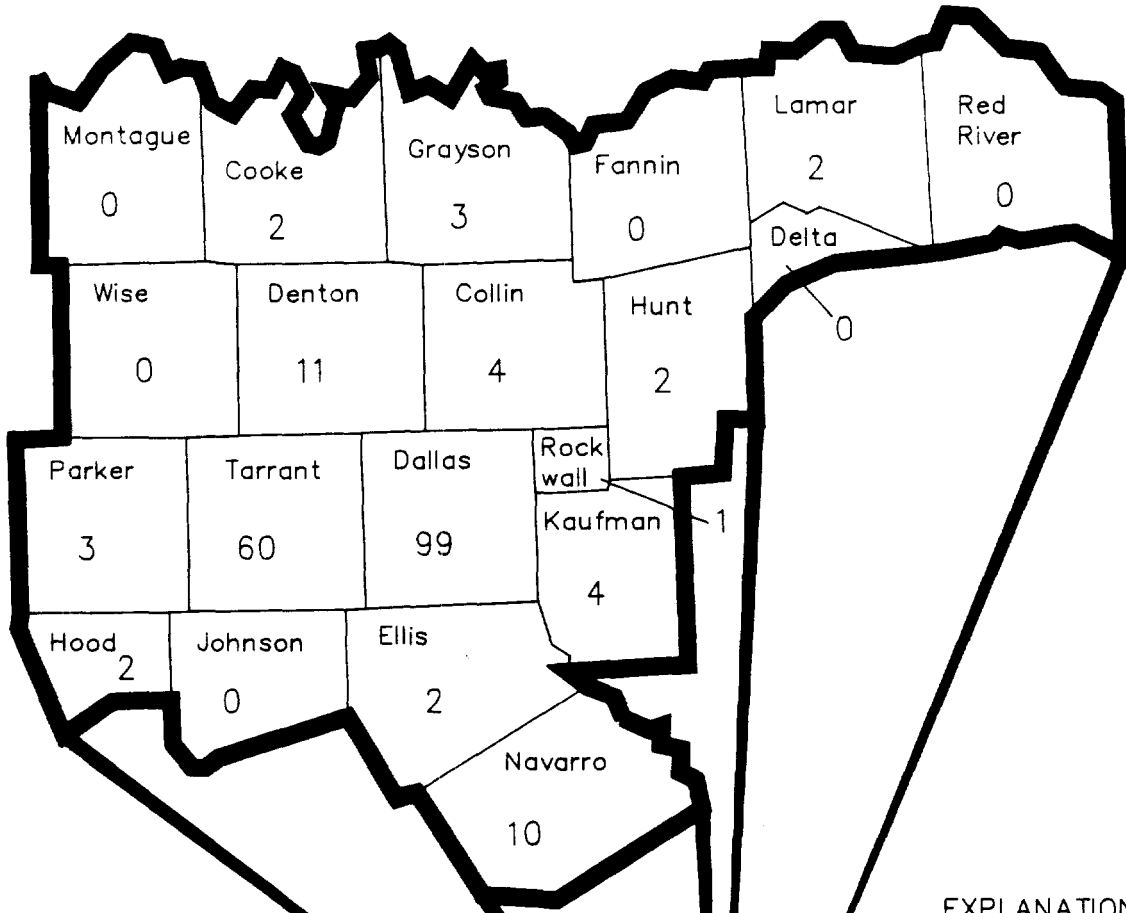 Montague
0
Cooke
2
Grayson
3
Fannin
0
Lamar
2
Red
River
0
Delta
0
Wise
0
Denton
11
Collin
4
Hunt
2
Parker
3
Tarrant
60
Dallas
99
Rock
wall
1
Kaufman
4
Hood
2
Johnson
0
Ellis
2
Navarro
10
EXPLANATION